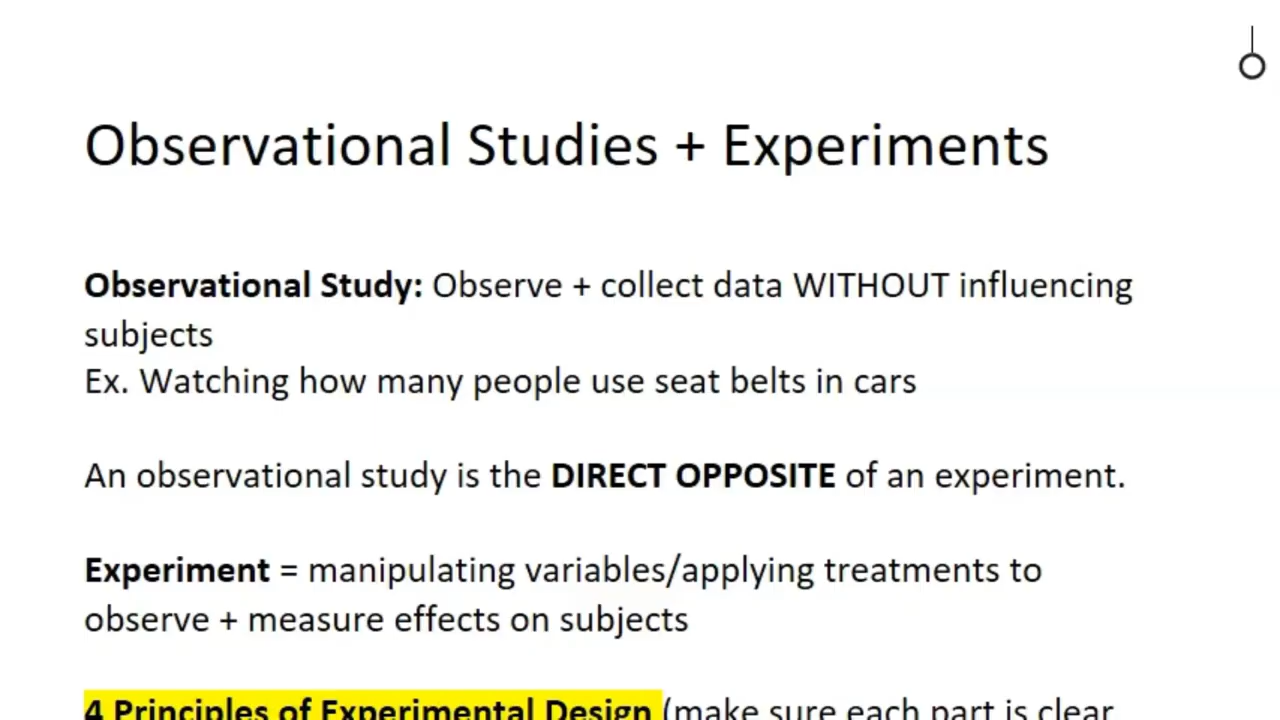 Observational Studies + Experiments
Observational Study: Observe + collect data WITHOUT influencing
subjects
Ex. Watching how many people use seat belts in cars
An observational study is the DIRECT OPPOSITE of an experiment.
Experiment = manipulating variables/applying treatments to
observe + measure effects on subjects
4 Principles of Experimental Design (make sure each part is clear